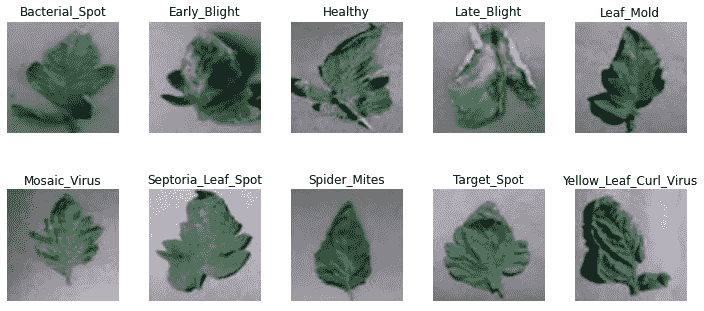 Bacterial_Spot
Early_Blight
Healthy
Late_Blight
Leaf_Mold
Mosaic_Virus
Septoria_Leaf_Spot
Spider_Mites
Target_Spot
Yellow_Leaf_Curl_Virus